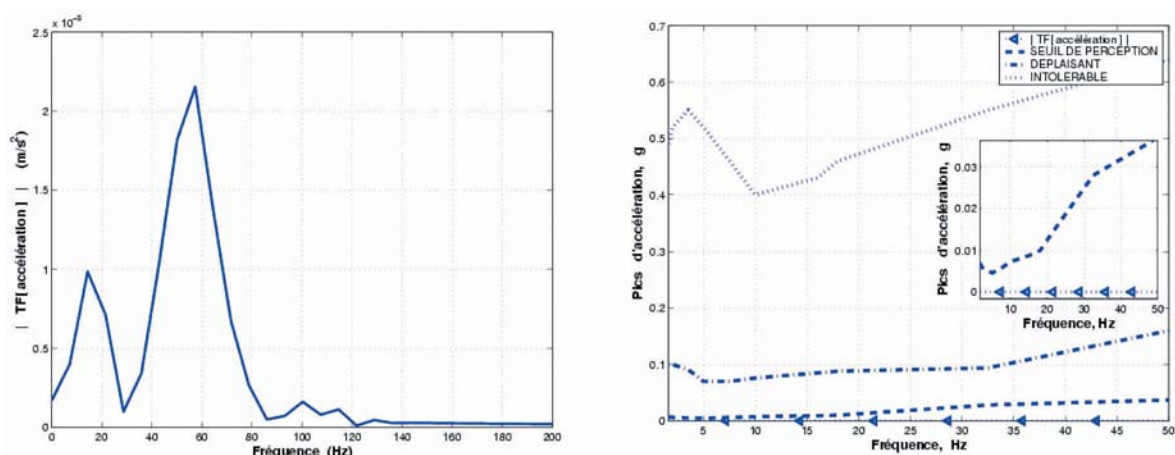 × 10⁻⁵
2.5
2
1.5
1
0.5
0
| TF[accélération] | (m/s²)
0 20 40 60 80 100 120 140 160 180 200
Fréquence (Hz)
0.7
0.6
0.5
0.4
0.3
0.2
0.1
0
Pics d'accélération, g
5 10 15 20 25 30 35 40 45 50
Fréquence, Hz
| TF[accélération] |
SEUIL DE PERCEPTION
DEPLAISANT
INTOLERABLE
0.03
0.02
0.01
0
Pics d'accélération, g
10 20 30 40 50
Fréquence, Hz